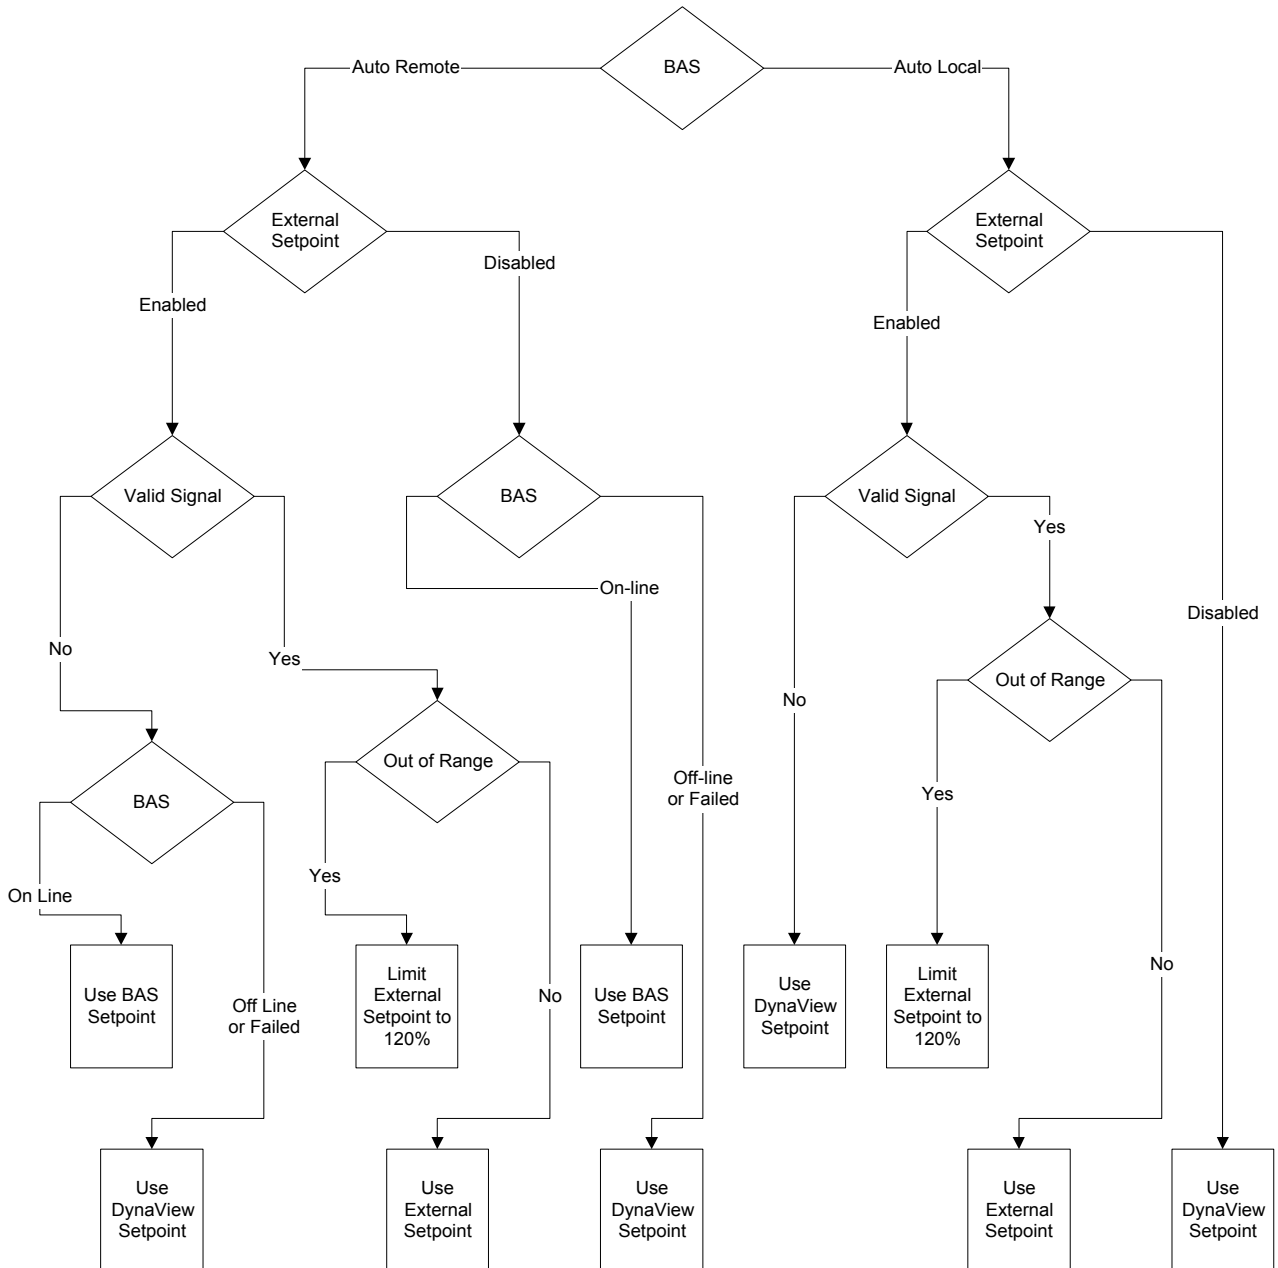 Auto Remote
BAS
Auto Local
External
Setpoint
External
Setpoint
Disabled
Enabled
Enabled
Valid Signal
BAS
Valid Signal
Yes
On-line
Disabled
No
Yes
Out of Range
No
Out of Range
Off-line
or Failed
Yes
BAS
Yes
On Line
No
Use BAS
Setpoint
Off Line
or Failed
Limit
External
Setpoint to
120%
No
Use BAS
Setpoint
Use
DynaView
Setpoint
Limit
External
Setpoint to
120%
Use
DynaView
Setpoint
Use
External
Setpoint
Use
DynaView
Setpoint
Use
External
Setpoint
Use
DynaView
Setpoint